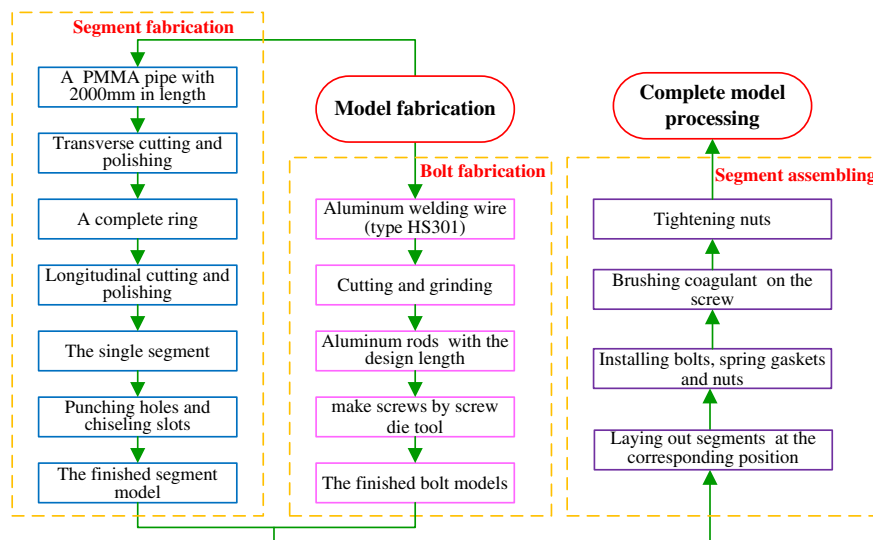 Segment fabrication
A PMMA pipe with
2000mm in length
Transverse cutting and
polishing
A complete ring
Longitudinal cutting and
polishing
The single segment
Punching holes and
chiseling slots
The finished segment
model
Model fabrication
Bolt fabrication
Aluminum welding wire
(type HS301)
Cutting and grinding
Aluminum rods with the
design length
make screws by screw
die tool
The finished bolt models
Complete model
processing
Segment assembling
Tightening nuts
Brushing coagulant on the
screw
Installing bolts, spring gaskets
and nuts
Laying out segments at the
corresponding position